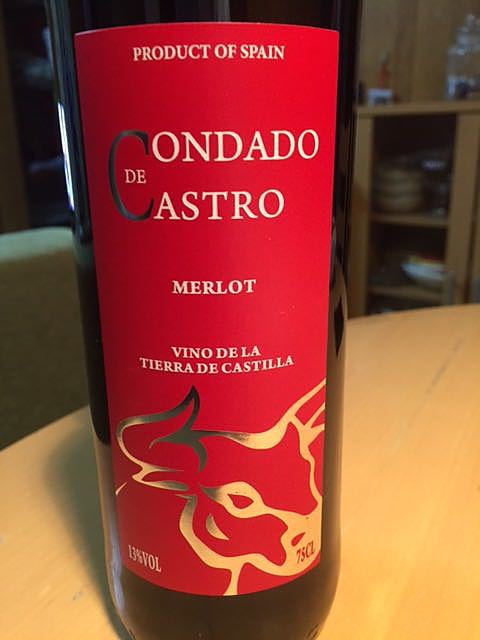 PRODUCT OF SPAIN
CONDADO
DE
CASTRO
MERLOT
VINO DE LA
TIERRA DE CASTILLA
13%VOL
75CL